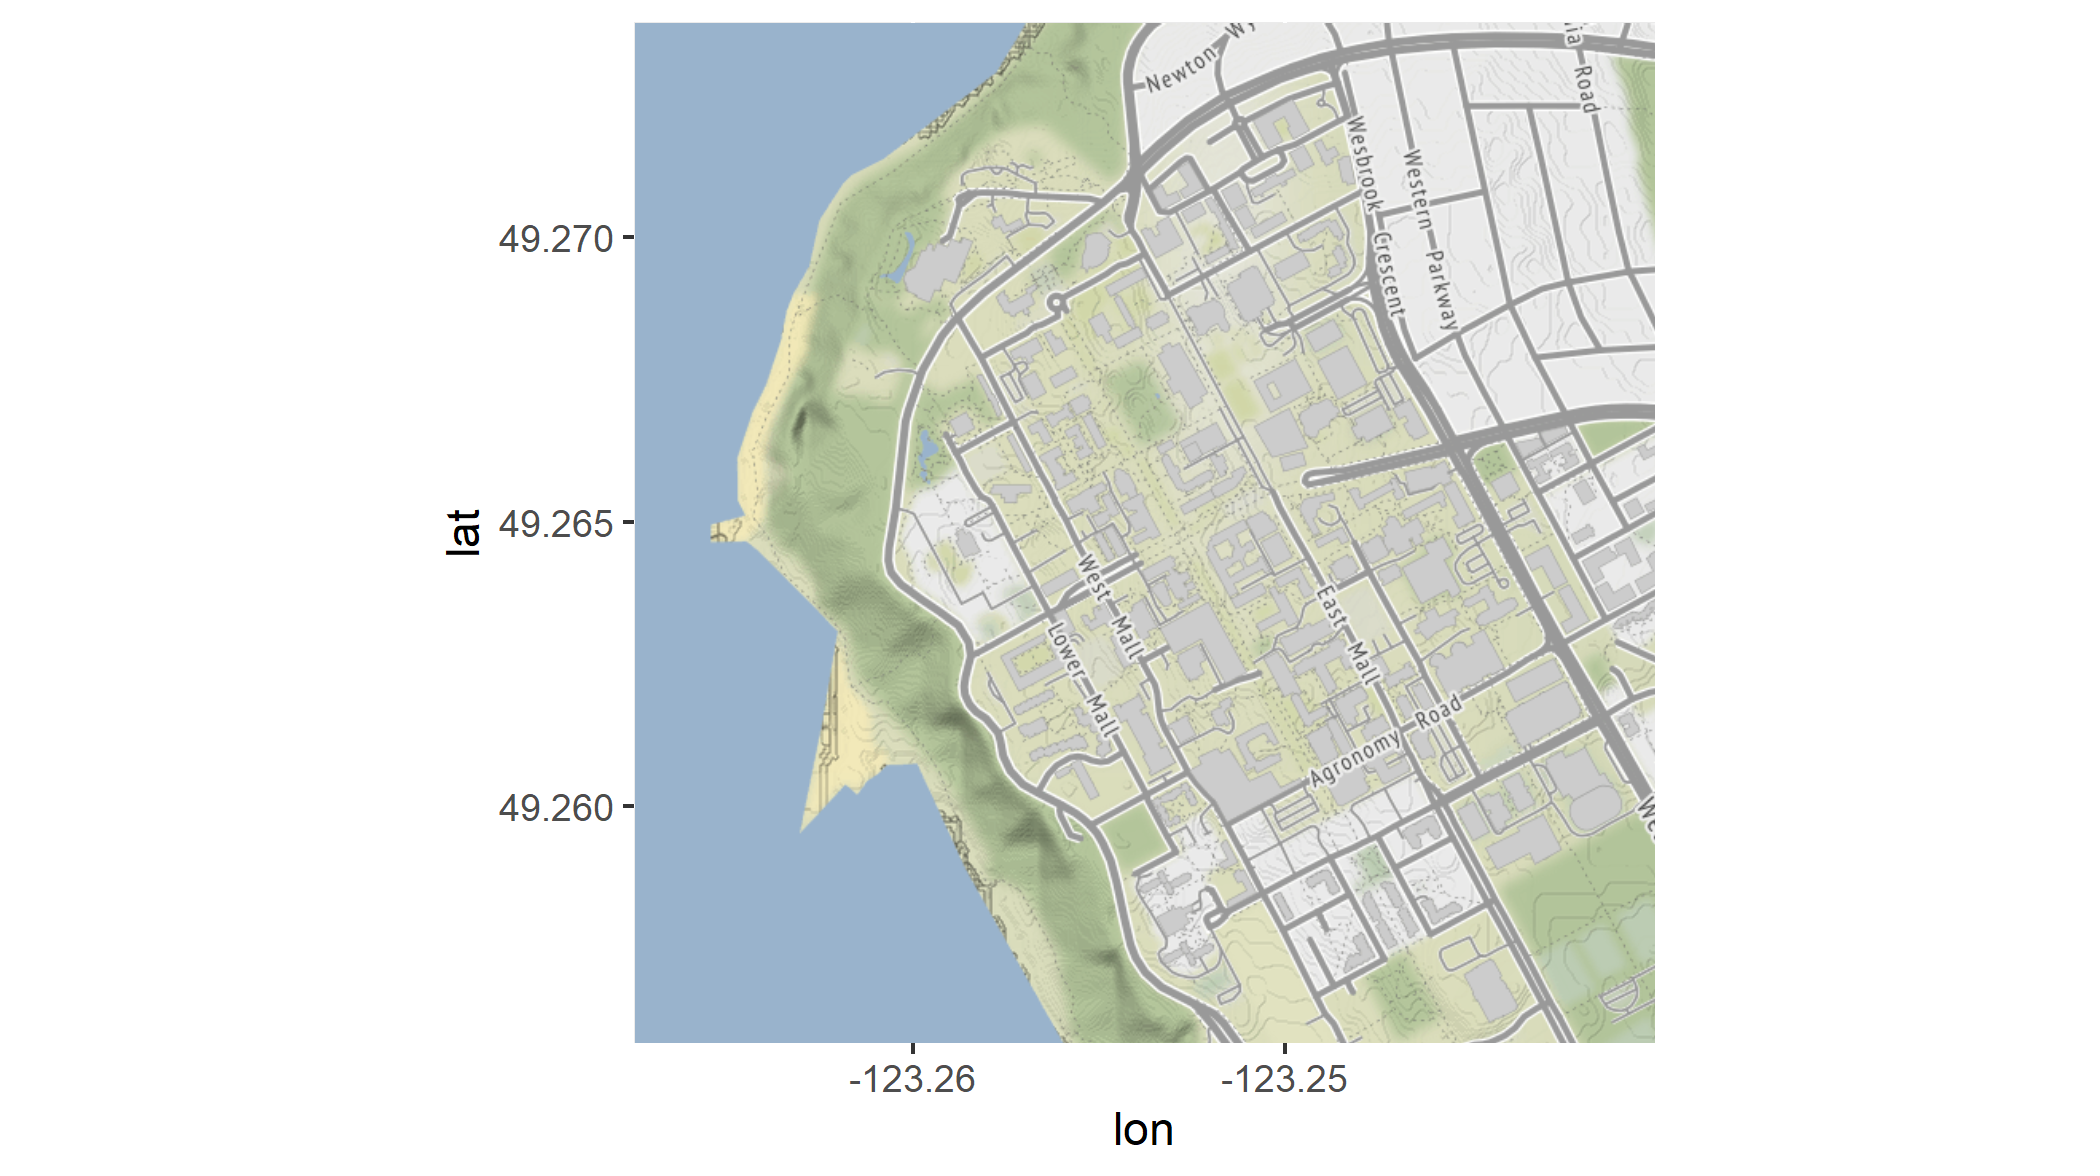 Newton Wy
ia Road
Wesbrook Crescent
Western Parkway
49.270
49.265
49.260
lat
West Mall
Lower Mall
East Mall
Agronomy Road
We
-123.26
-123.25
lon